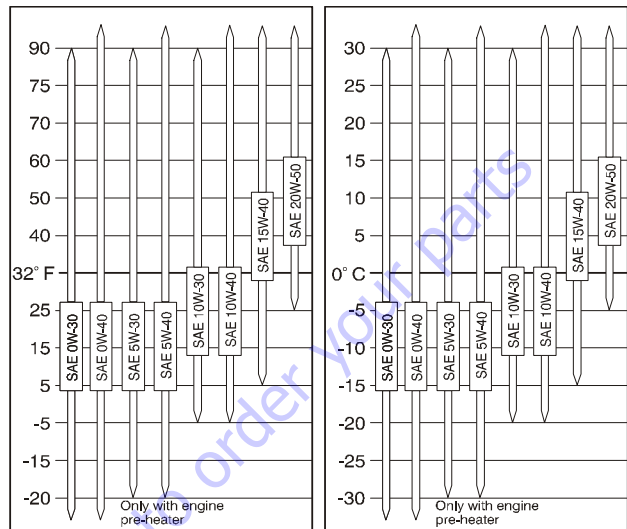 90
75
70
60
50
40
32° F
25
15
5
-5
-15
-20
SAE 0W-30
SAE 0W-40
SAE 5W-30
SAE 5W-40
SAE 10W-30
SAE 10W-40
SAE 15W-40
SAE 20W-50
Only with engine
pre-heater
30
25
20
15
10
5
0° C
-5
-10
-15
-20
-25
-30
SAE 0W-30
SAE 0W-40
SAE 5W-30
SAE 5W-40
SAE 10W-30
SAE 10W-40
SAE 15W-40
SAE 20W-50
Only with engine
pre-heater
to order your parts